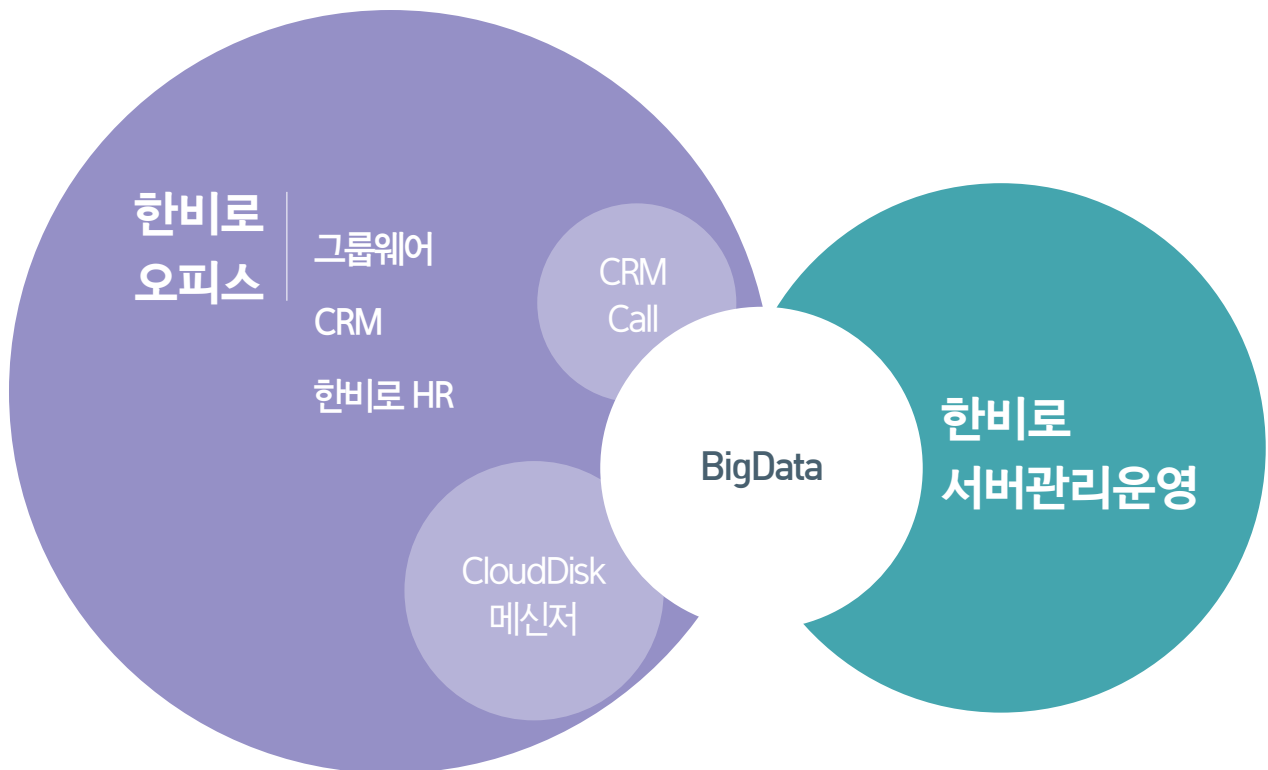 한비로
오피스
그룹웨어
CRM
한비로 HR
CRM
Call
CloudDisk
메신저
BigData
한비로
서버관리운영